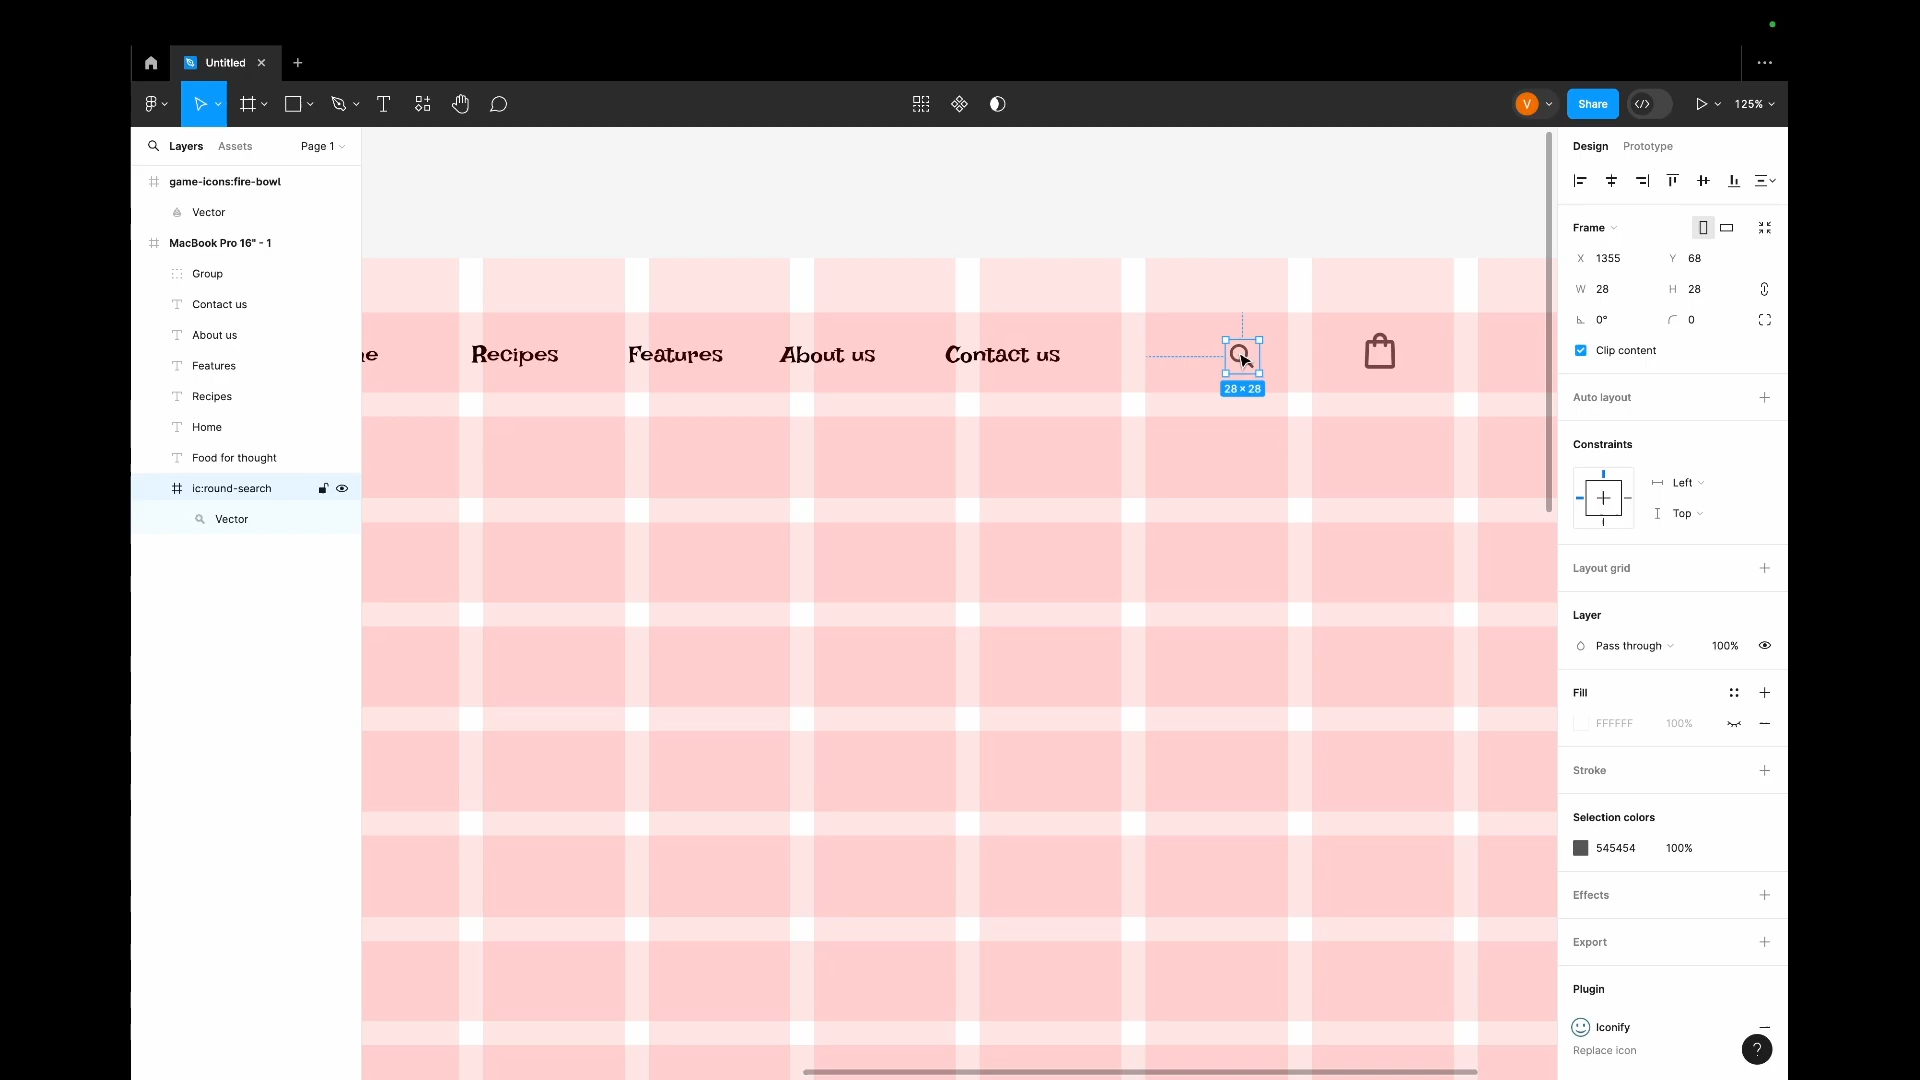 Untitled
V
Share
125%
Layers
Assets
Page 1
Design
Prototype
game-icons:fire-bowl
Vector
MacBook Pro 16" - 1
Group
Contact us
About us
Features
Recipes
Home
Food for thought
ic:round-search
Vector
me
Recipes
Features
About us
Contact us
28 × 28
Frame
X 1355
Y 68
W 28
H 28
0°
0
Clip content
Auto layout
Constraints
Left
Top
Layout grid
Layer
Pass through
100%
Fill
FFFFFF
100%
Stroke
Selection colors
545454
100%
Effects
Export
Plugin
Iconify
Replace icon
?